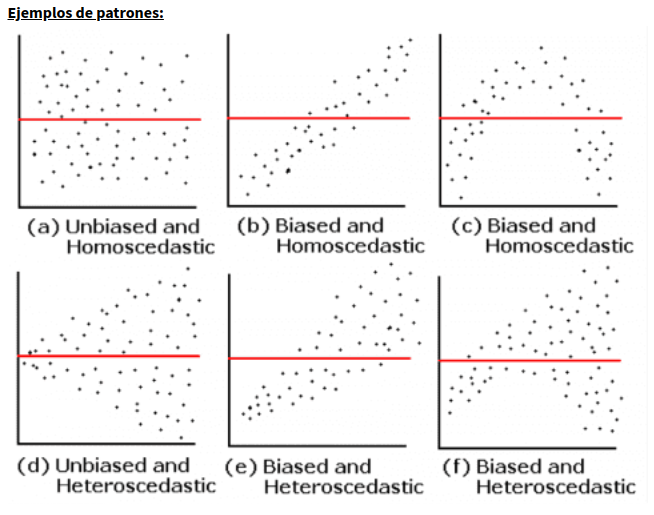 Ejemplos de patrones:
(a) Unbiased and
Homoscedastic
(b) Biased and
Homoscedastic
(c) Biased and
Homoscedastic
(d) Unbiased and
Heteroscedastic
(e) Biased and
Heteroscedastic
(f) Biased and
Heteroscedastic